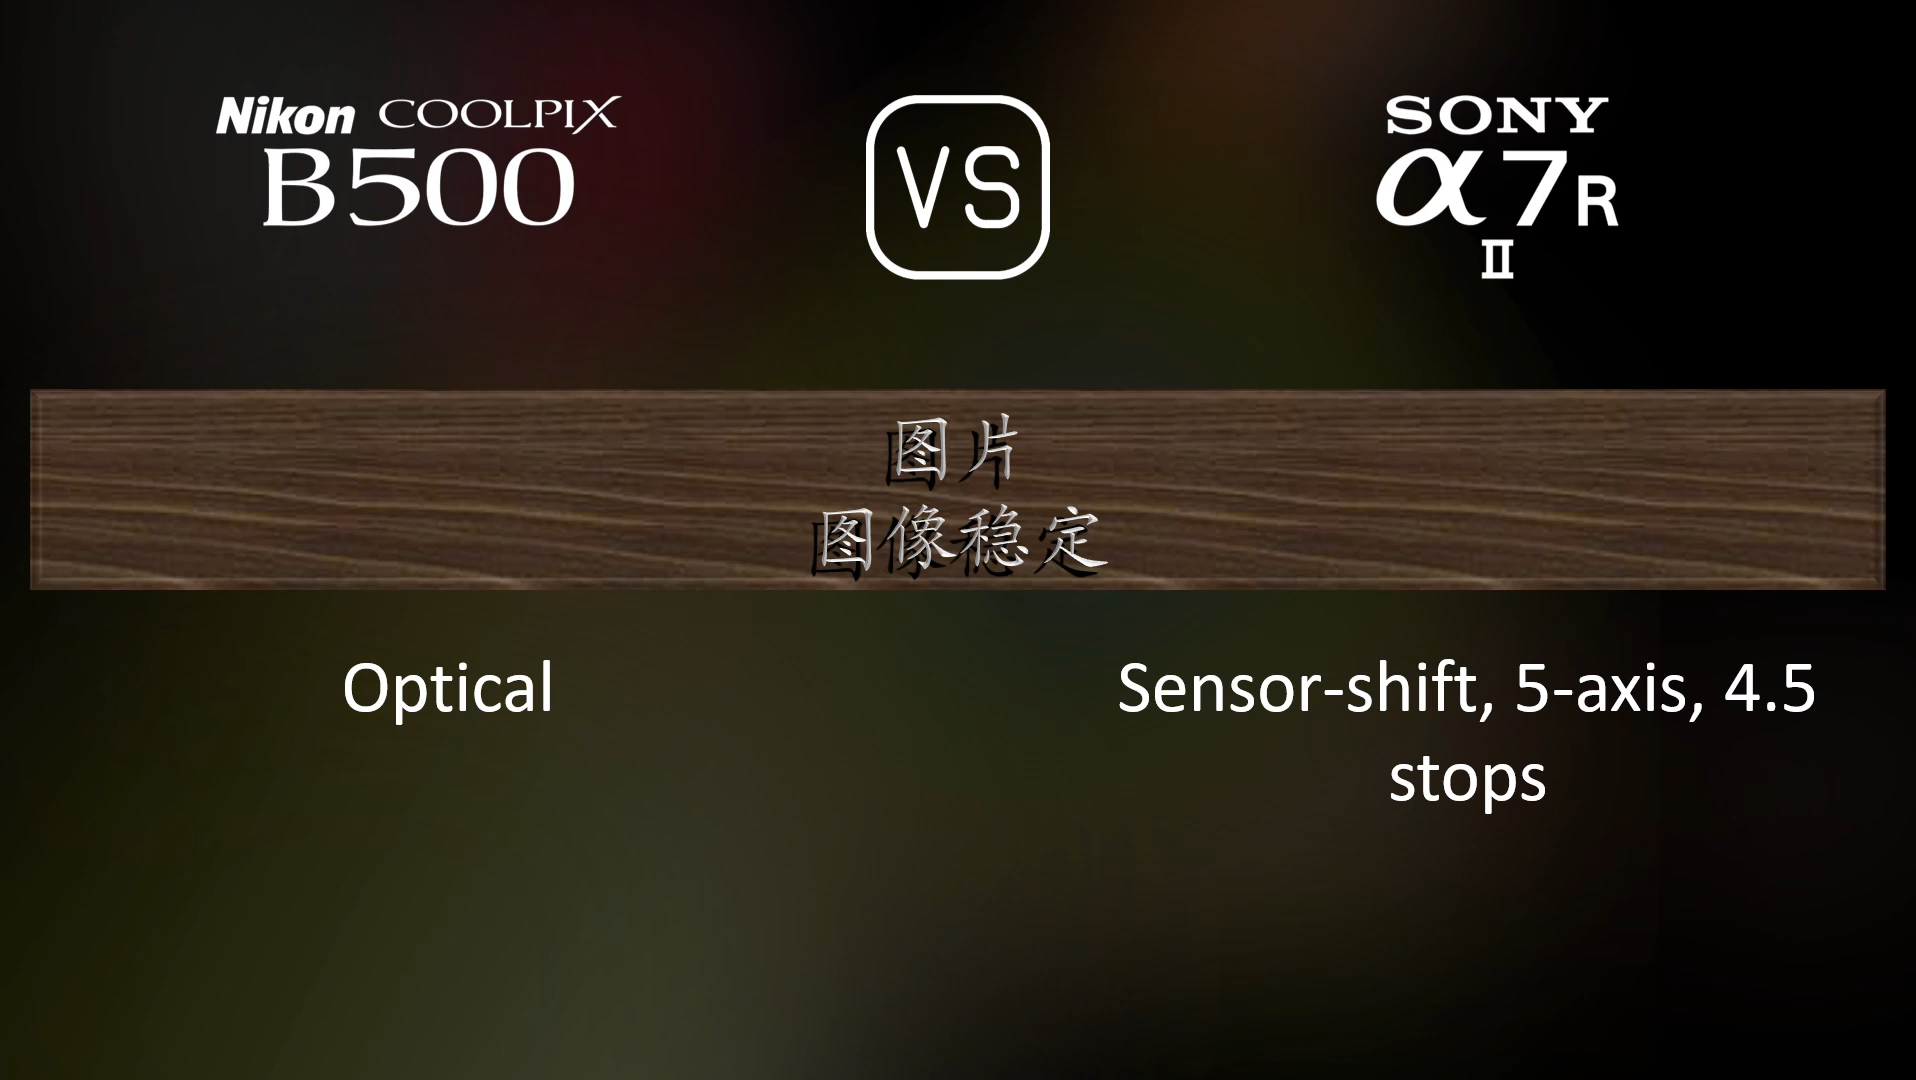 Nikon COOLPIX
B500
VS
SONY
α7R
II
图片
图像稳定
Optical
Sensor-shift, 5-axis, 4.5
stops